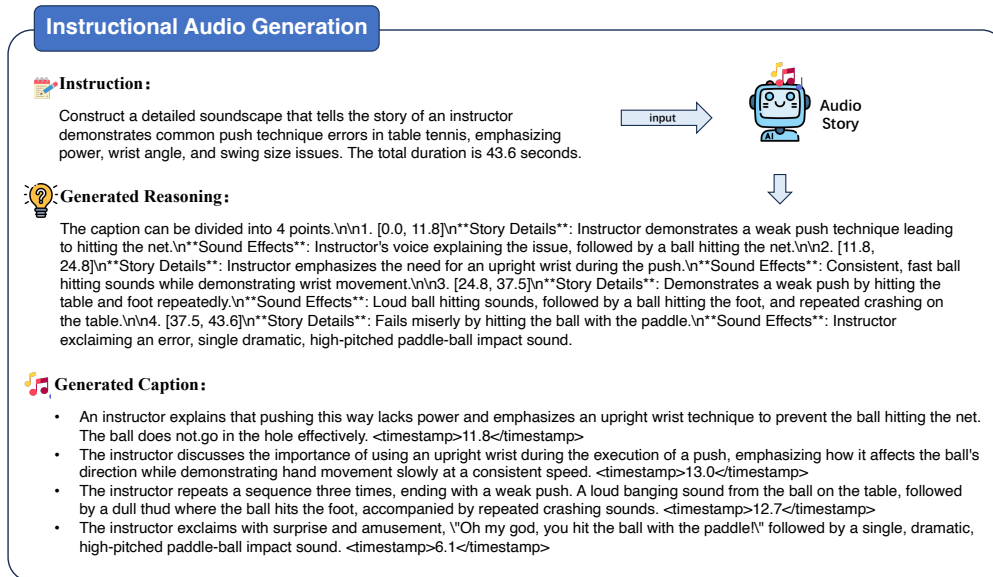 Instructional Audio Generation
Instruction:
Construct a detailed soundscape that tells the story of an instructor
demonstrates common push technique errors in table tennis, emphasizing
power, wrist angle, and swing size issues. The total duration is 43.6 seconds.
input
AI
Audio
Story
Generated Reasoning:
The caption can be divided into 4 points.\n\n1. [0.0, 11.8]\n**Story Details**: Instructor demonstrates a weak push technique leading
to hitting the net.\n**Sound Effects**: Instructor's voice explaining the issue, followed by a ball hitting the net.\n\n2. [11.8,
24.8]\n**Story Details**: Instructor emphasizes the need for an upright wrist during the push.\n**Sound Effects**: Consistent, fast ball
hitting sounds while demonstrating wrist movement.\n\n3. [24.8, 37.5]\n**Story Details**: Demonstrates a weak push by hitting the
table and foot repeatedly.\n**Sound Effects**: Loud ball hitting sounds, followed by a ball hitting the foot, and repeated crashing on
the table.\n\n4. [37.5, 43.6]\n**Story Details**: Fails miserly by hitting the ball with the paddle.\n**Sound Effects**: Instructor
exclaiming an error, single dramatic, high-pitched paddle-ball impact sound.
Generated Caption:
• An instructor explains that pushing this way lacks power and emphasizes an upright wrist technique to prevent the ball hitting the net.
The ball does not.go in the hole effectively. <timestamp>11.8</timestamp>
• The instructor discusses the importance of using an upright wrist during the execution of a push, emphasizing how it affects the ball's
direction while demonstrating hand movement slowly at a consistent speed. <timestamp>13.0</timestamp>
• The instructor repeats a sequence three times, ending with a weak push. A loud banging sound from the ball on the table, followed
by a dull thud where the ball hits the foot, accompanied by repeated crashing sounds. <timestamp>12.7</timestamp>
• The instructor exclaims with surprise and amusement, \"Oh my god, you hit the ball with the paddle!\" followed by a single, dramatic,
high-pitched paddle-ball impact sound. <timestamp>6.1</timestamp>